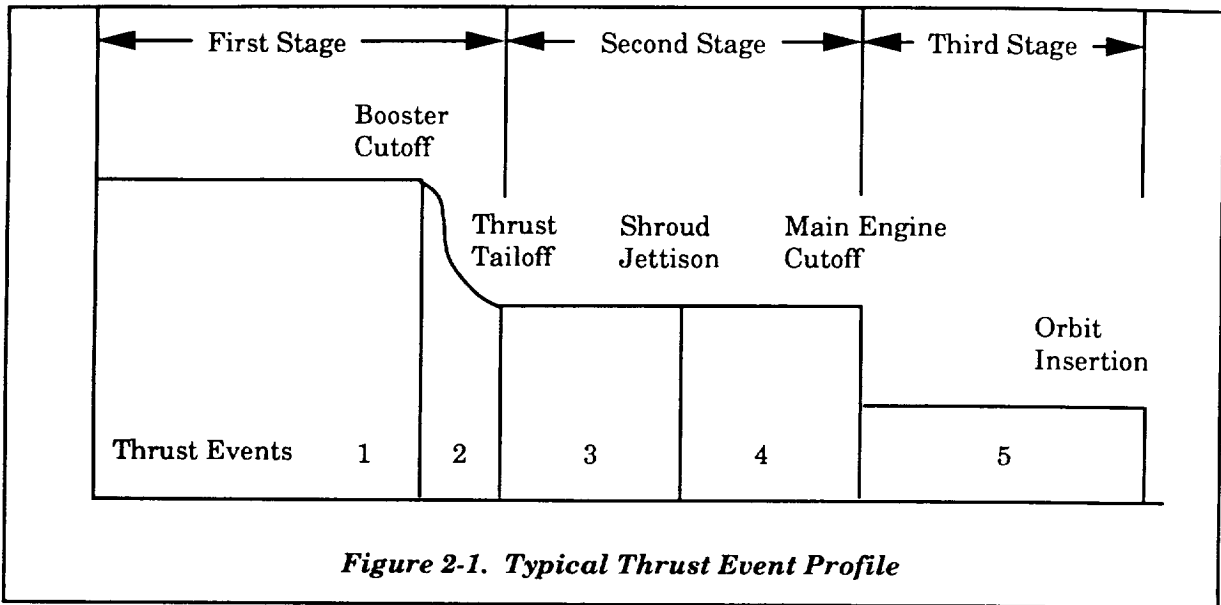 First Stage
Second Stage
Third Stage
Booster
Cutoff
Thrust
Tailoff
Shroud
Jettison
Main Engine
Cutoff
Orbit
Insertion
Thrust Events 1 2 3 4 5
Figure 2-1. Typical Thrust Event Profile